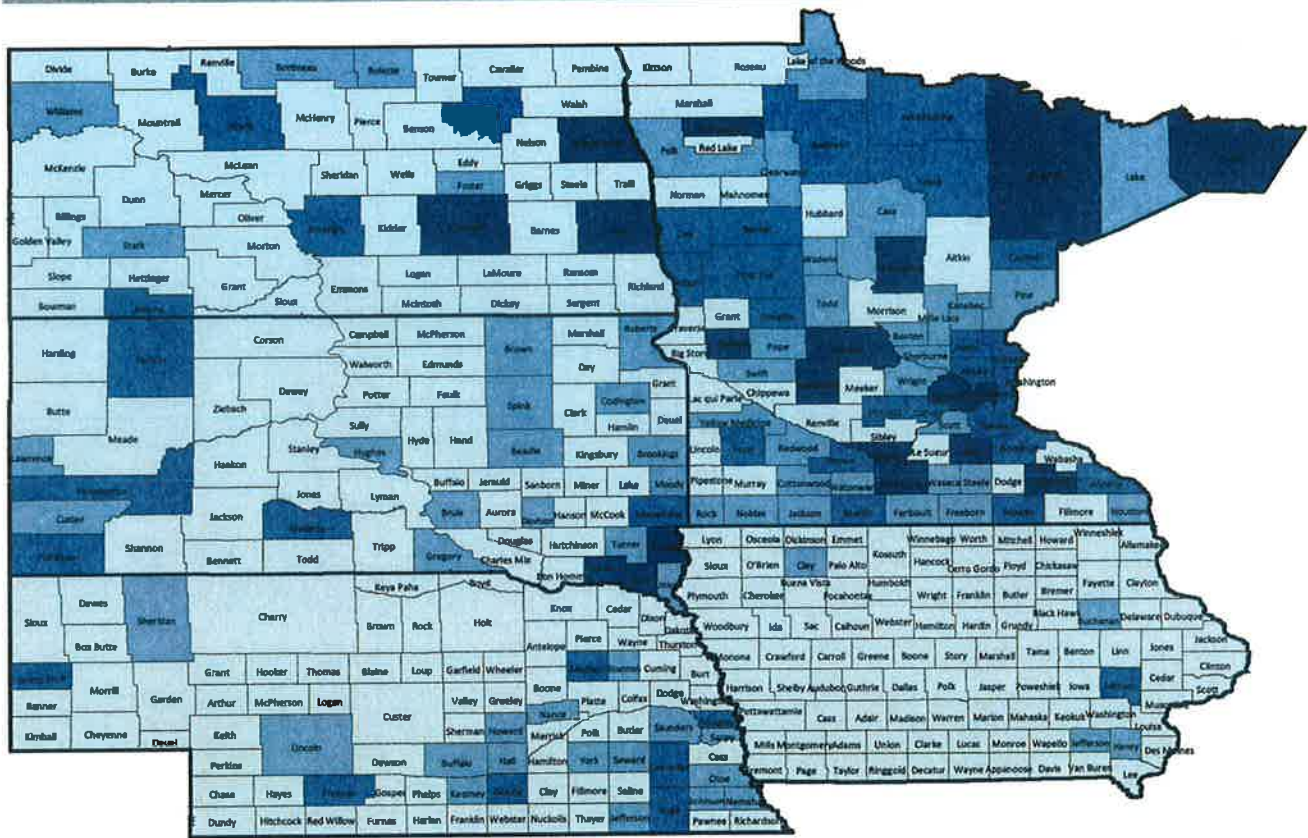 Divide Burke Renville Bottineau Rolette Towner Cavalier Pembina Kittson Roseau Lake of the Woods
Williams Mountrail Ward McHenry Pierce Benson Walsh Marshall
McKenzie McLean Sheridan Wells Eddy Foster Nelson Griggs Steele Traill Polk Red Lake Clearwater Lake
Dunn Mercer Oliver Norman Mahnomen Hubbard Cass
Billings Golden Valley Stark Morton Kidder Barnes Clay Becker Wadena Aitkin Carlton
Slope Hettinger Grant Sioux Emmons Logan LaMoure Ransom Richland Otter Tail Todd Morrison Kanabec Pine
Bowman Adams McIntosh Dickey Sargent Grant Douglas Mille Lacs
Harding Perkins Corson Campbell McPherson Brown Marshall Roberts Traverse Pope Benton Sherburne
Walworth Edmunds Day Big Stone Swift Wright Washington
Butte Ziebach Dewey Potter Faulk Spink Clark Codington Grant Lac qui Parle Chippewa Meeker
Meade Sully Hyde Hand Hamlin Deuel Yellow Medicine Renville Scott
Lawrence Haakon Stanley Hughes Beadle Kingsbury Brookings Lincoln Redwood Sibley Le Sueur Wabasha
Pennington Jones Lyman Buffalo Jerauld Sanborn Miner Lake Moody Pipestone Murray Cottonwood Waseca Steele Dodge
Custer Jackson Brule Aurora Davison Hanson McCook Rock Nobles Jackson Martin Faribault Freeborn Fillmore Houston
Shannon Bennett Todd Tripp Gregory Douglas Charles Mix Hutchinson Turner Bon Homme
Lyon Osceola Dickinson Emmet Kossuth Winnebago Worth Mitchell Howard Winneshiek Allamakee
Sioux O'Brien Clay Palo Alto Hancock Cerro Gordo Floyd Chickasaw
Plymouth Cherokee Buena Vista Pocahontas Humboldt Wright Franklin Butler Bremer Fayette Clayton
Woodbury Ida Sac Calhoun Webster Hamilton Hardin Grundy Black Hawk Buchanan Delaware Dubuque
Monona Crawford Carroll Greene Boone Story Marshall Tama Benton Linn Jones Jackson
Harrison Shelby Audubon Guthrie Dallas Polk Jasper Poweshiek Iowa Johnson Cedar Clinton Scott
Pottawattamie Cass Adair Madison Warren Marion Mahaska Keokuk Washington Louisa
Mills Montgomery Adams Union Clarke Lucas Monroe Wapello Jefferson Henry Des Moines
Fremont Page Taylor Ringgold Decatur Wayne Appanoose Davis Van Buren Lee
Sioux Dawes Sheridan Cherry Keya Paha Boyd Knox Cedar Dixon Dakota
Box Butte Brown Rock Holt Antelope Pierce Wayne Thurston
Morrill Garden Grant Hooker Thomas Blaine Loup Garfield Wheeler Boone Cuming Burt
Banner Arthur McPherson Logan Custer Valley Greeley Nance Platte Colfax Dodge Washington
Kimball Cheyenne Deuel Keith Lincoln Sherman Howard Merrick Polk Butler Saunders Sarpy
Perkins Dawson Buffalo Hall Hamilton York Seward Cass Otoe
Chase Hayes Gosper Phelps Kearney Clay Fillmore Saline Johnson Nemaha
Dundy Hitchcock Red Willow Furnas Harlan Franklin Webster Nuckolls Thayer Jefferson Pawnee Richardson